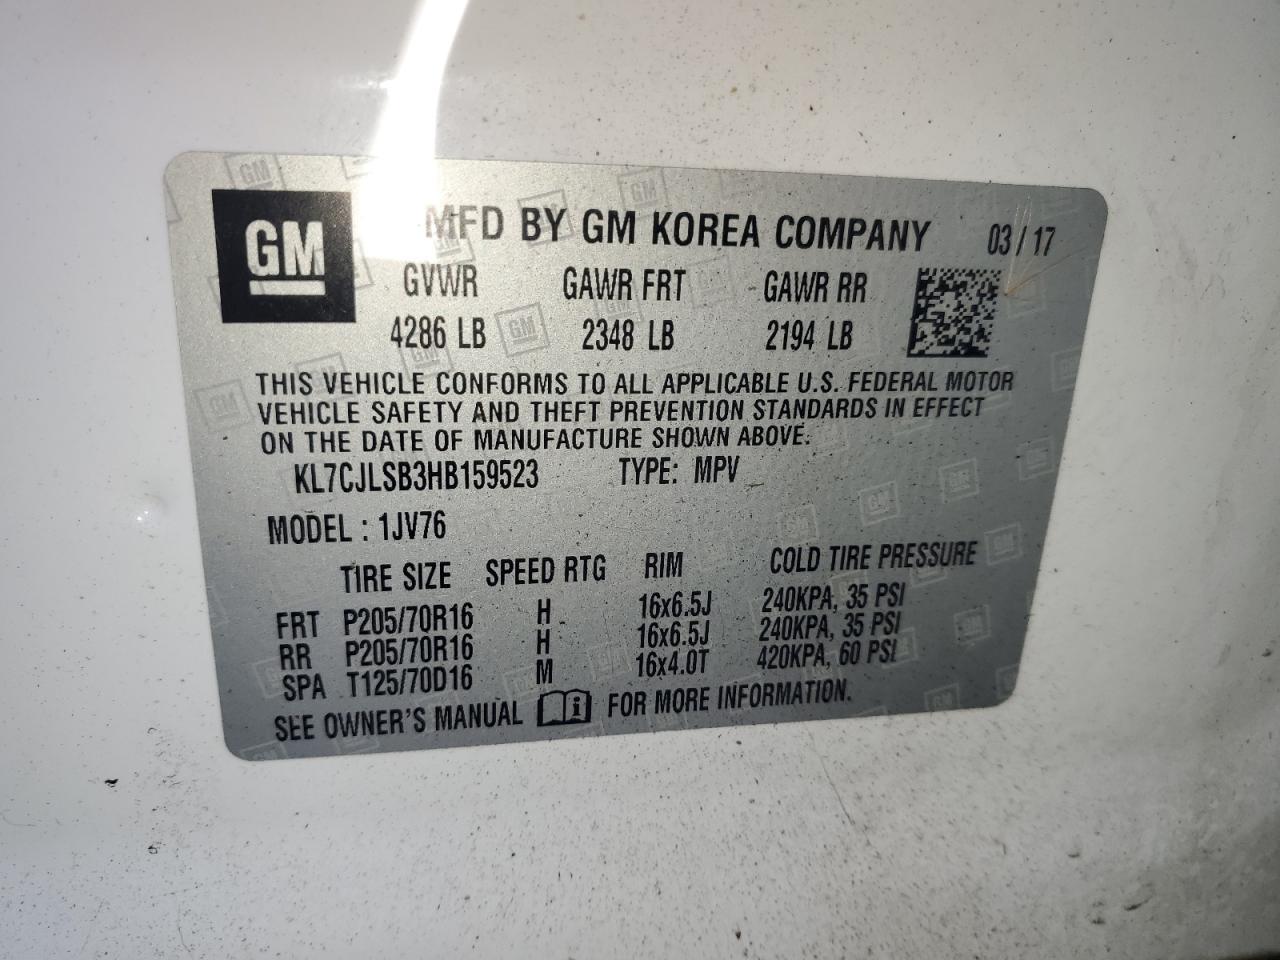 GM
MFD BY GM KOREA COMPANY 03/17
GVWR GAWR FRT GAWR RR
4286 LB 2348 LB 2194 LB
THIS VEHICLE CONFORMS TO ALL APPLICABLE U.S. FEDERAL MOTOR
VEHICLE SAFETY AND THEFT PREVENTION STANDARDS IN EFFECT
ON THE DATE OF MANUFACTURE SHOWN ABOVE.
KL7CJLSB3HB159523 TYPE: MPV
MODEL : 1JV76
TIRE SIZE SPEED RTG RIM COLD TIRE PRESSURE
FRT P205/70R16 H 16x6.5J 240KPA, 35 PSI
RR P205/70R16 H 16x6.5J 240KPA, 35 PSI
SPA T125/70D16 M 16x4.0T 420KPA, 60 PSI
SEE OWNER'S MANUAL i FOR MORE INFORMATION.